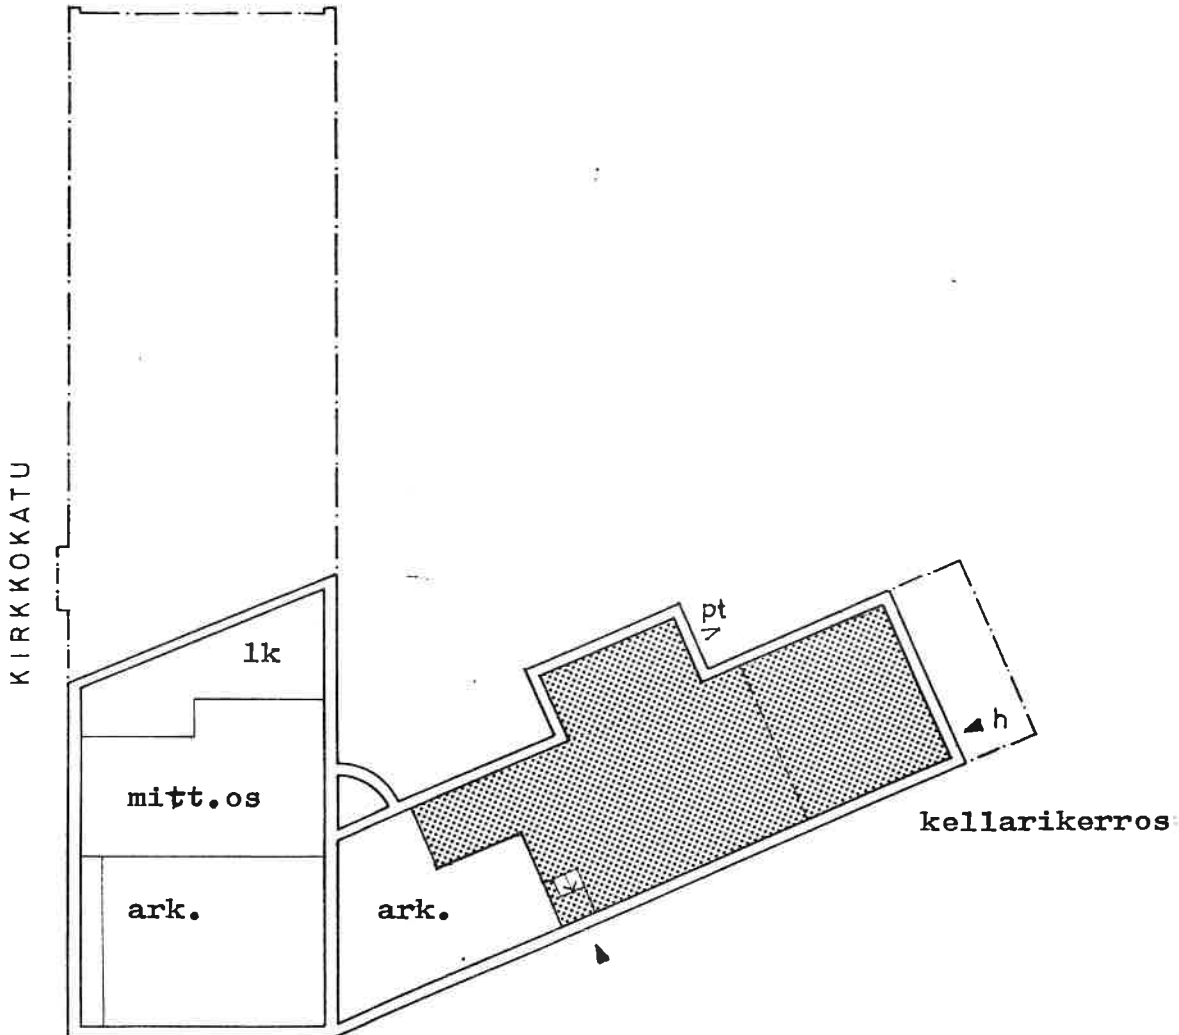 KIRKKOKATU
lk
pt
h
mitt.os
kellarikerros
ark.
ark.